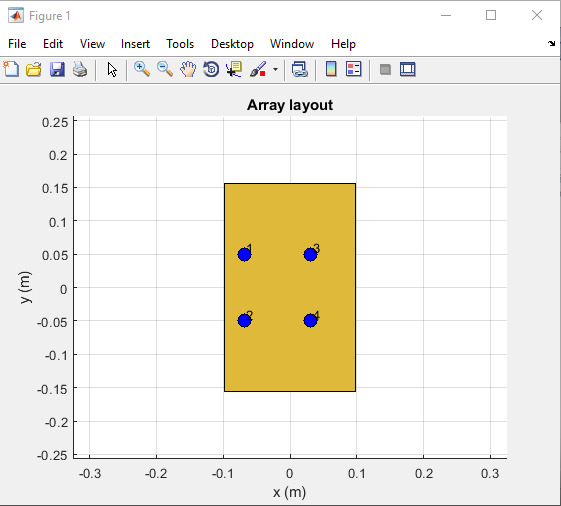 Figure 1
File Edit View Insert Tools Desktop Window Help
Array layout
0.25
0.2
0.15
0.1
0.05
0
-0.05
-0.1
-0.15
-0.2
-0.25
y (m)
1
3
2
4
-0.3 -0.2 -0.1 0 0.1 0.2 0.3
x (m)